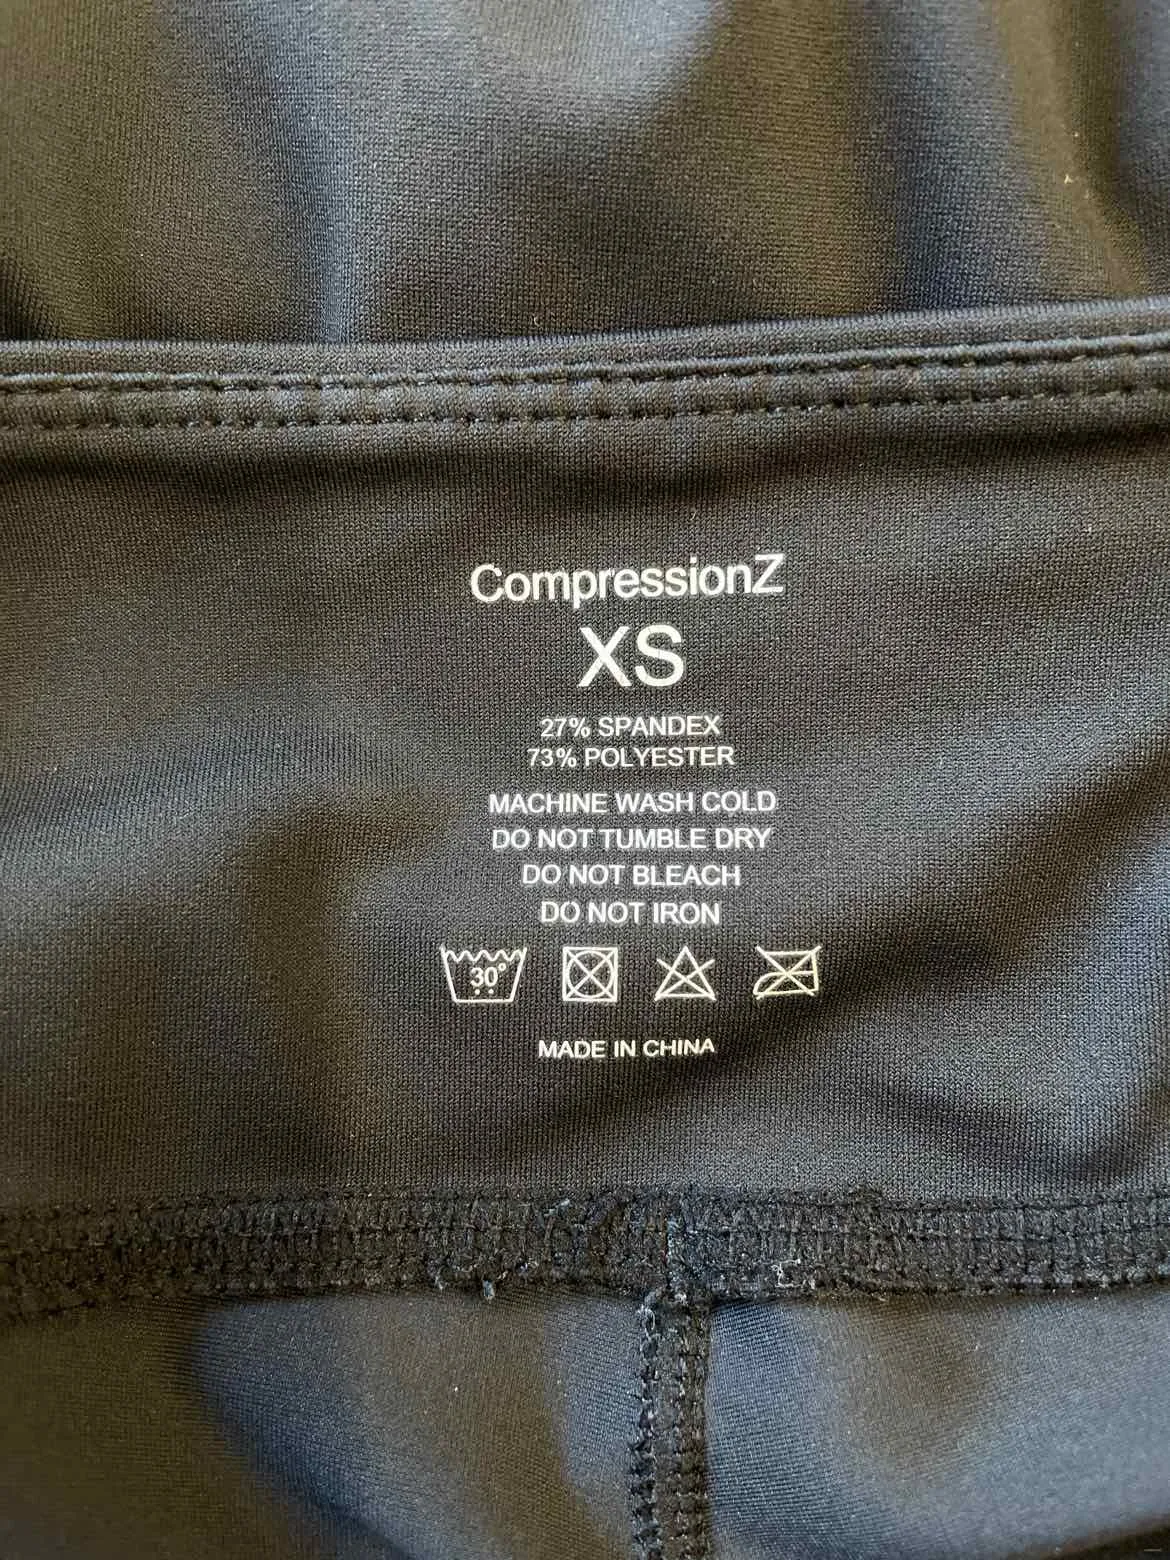 CompressionZ
XS
27% SPANDEX
73% POLYESTER
MACHINE WASH COLD
DO NOT TUMBLE DRY
DO NOT BLEACH
DO NOT IRON
30°
MADE IN CHINA